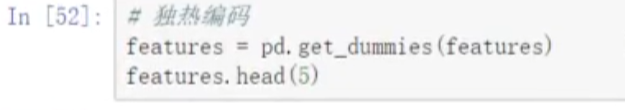 In [52]: # 独热编码
features = pd.get_dummies(features)
features.head(5)